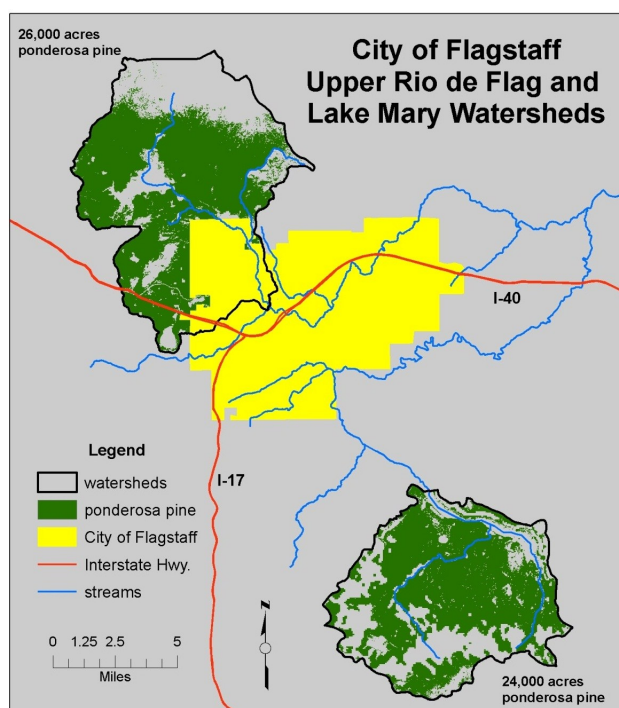 26,000 acres
ponderosa pine
City of Flagstaff
Upper Rio de Flag and
Lake Mary Watersheds
I-40
I-17
Legend
watersheds
ponderosa pine
City of Flagstaff
Interstate Hwy.
streams
N
0 1.25 2.5 5
Miles
24,000 acres
ponderosa pine